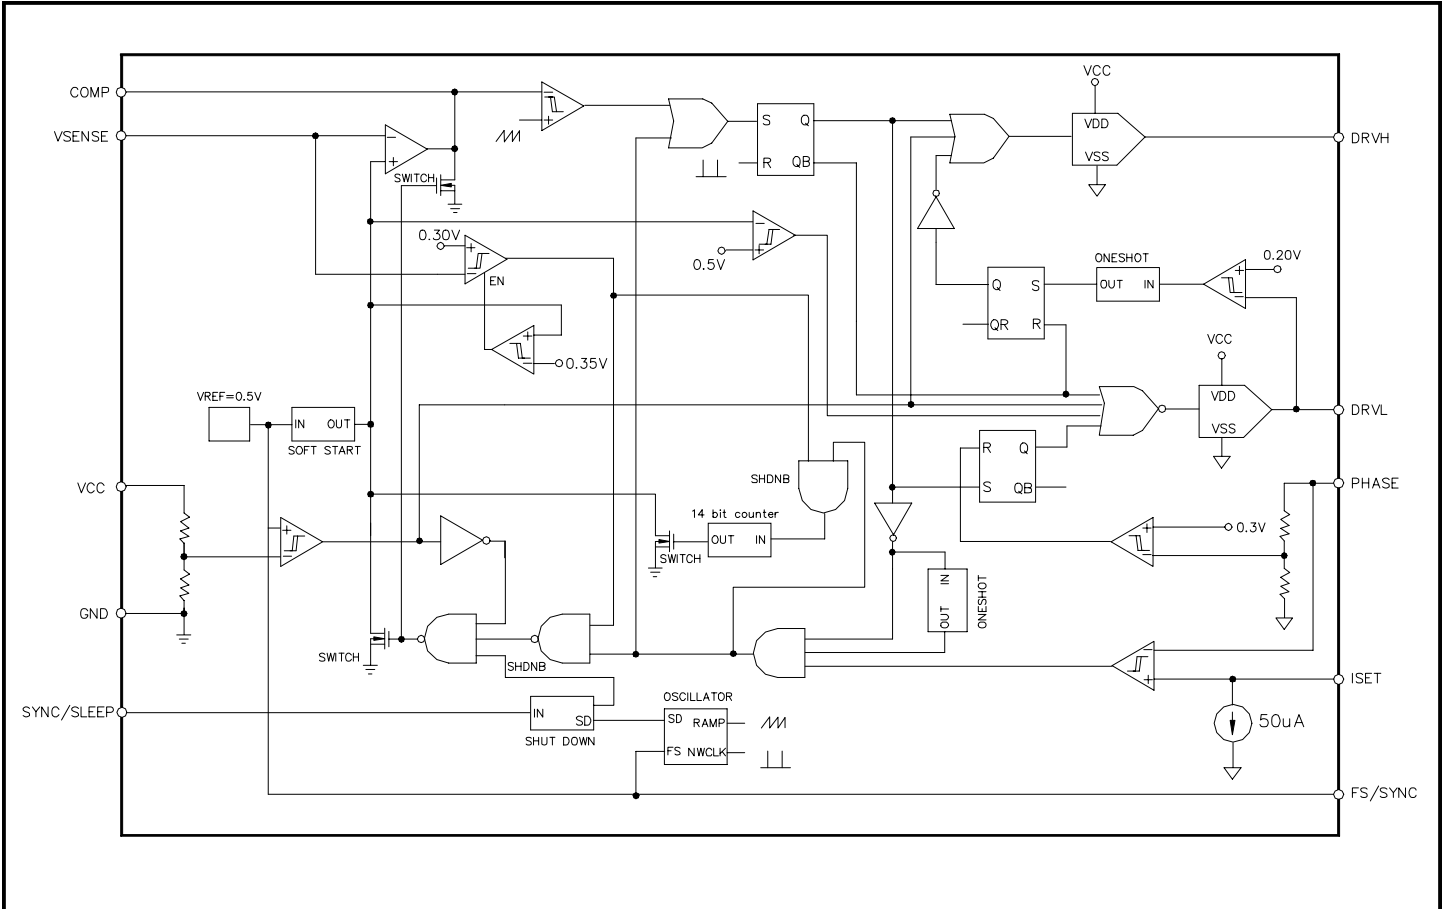 COMP
VCC
S Q
VDD
VSENSE
-
+
DRVH
VSS
R QB
SWITCH
0.30V
+
-
EN
0.5V
-
+
ONESHOT
0.20V
+
-
Q S
OUT IN
QR R
+
-
0.35V
VCC
VREF=0.5V
VDD
IN OUT
SOFT START
DRVL
VSS
R Q
SHDNB
VCC
S QB
PHASE
14 bit counter
+
-
OUT IN
SWITCH
+
-
0.3V
IN
OUT
ONESHOT
GND
SWITCH
SHDNB
-
+
ISET
OSCILLATOR
SYNC/SLEEP
IN
SD
SHUT DOWN
SD RAMP
FS NWCLK
50uA
FS/SYNC